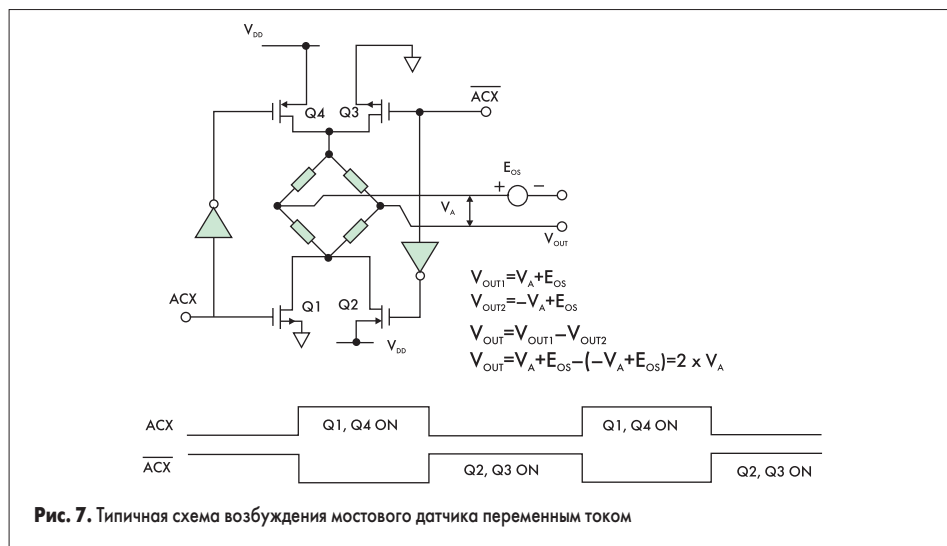 V_DD
Q4 Q3
A̅C̅X̅
E_OS
+ −
V_A
V_OUT
ACX
Q1 Q2
V_DD
V_OUT1=V_A+E_OS
V_OUT2=−V_A+E_OS
V_OUT=V_OUT1−V_OUT2
V_OUT=V_A+E_OS−(−V_A+E_OS)=2 x V_A
ACX
Q1, Q4 ON
Q1, Q4 ON
A̅C̅X̅
Q2, Q3 ON
Q2, Q3 ON
Рис. 7. Типичная схема возбуждения мостового датчика переменным током